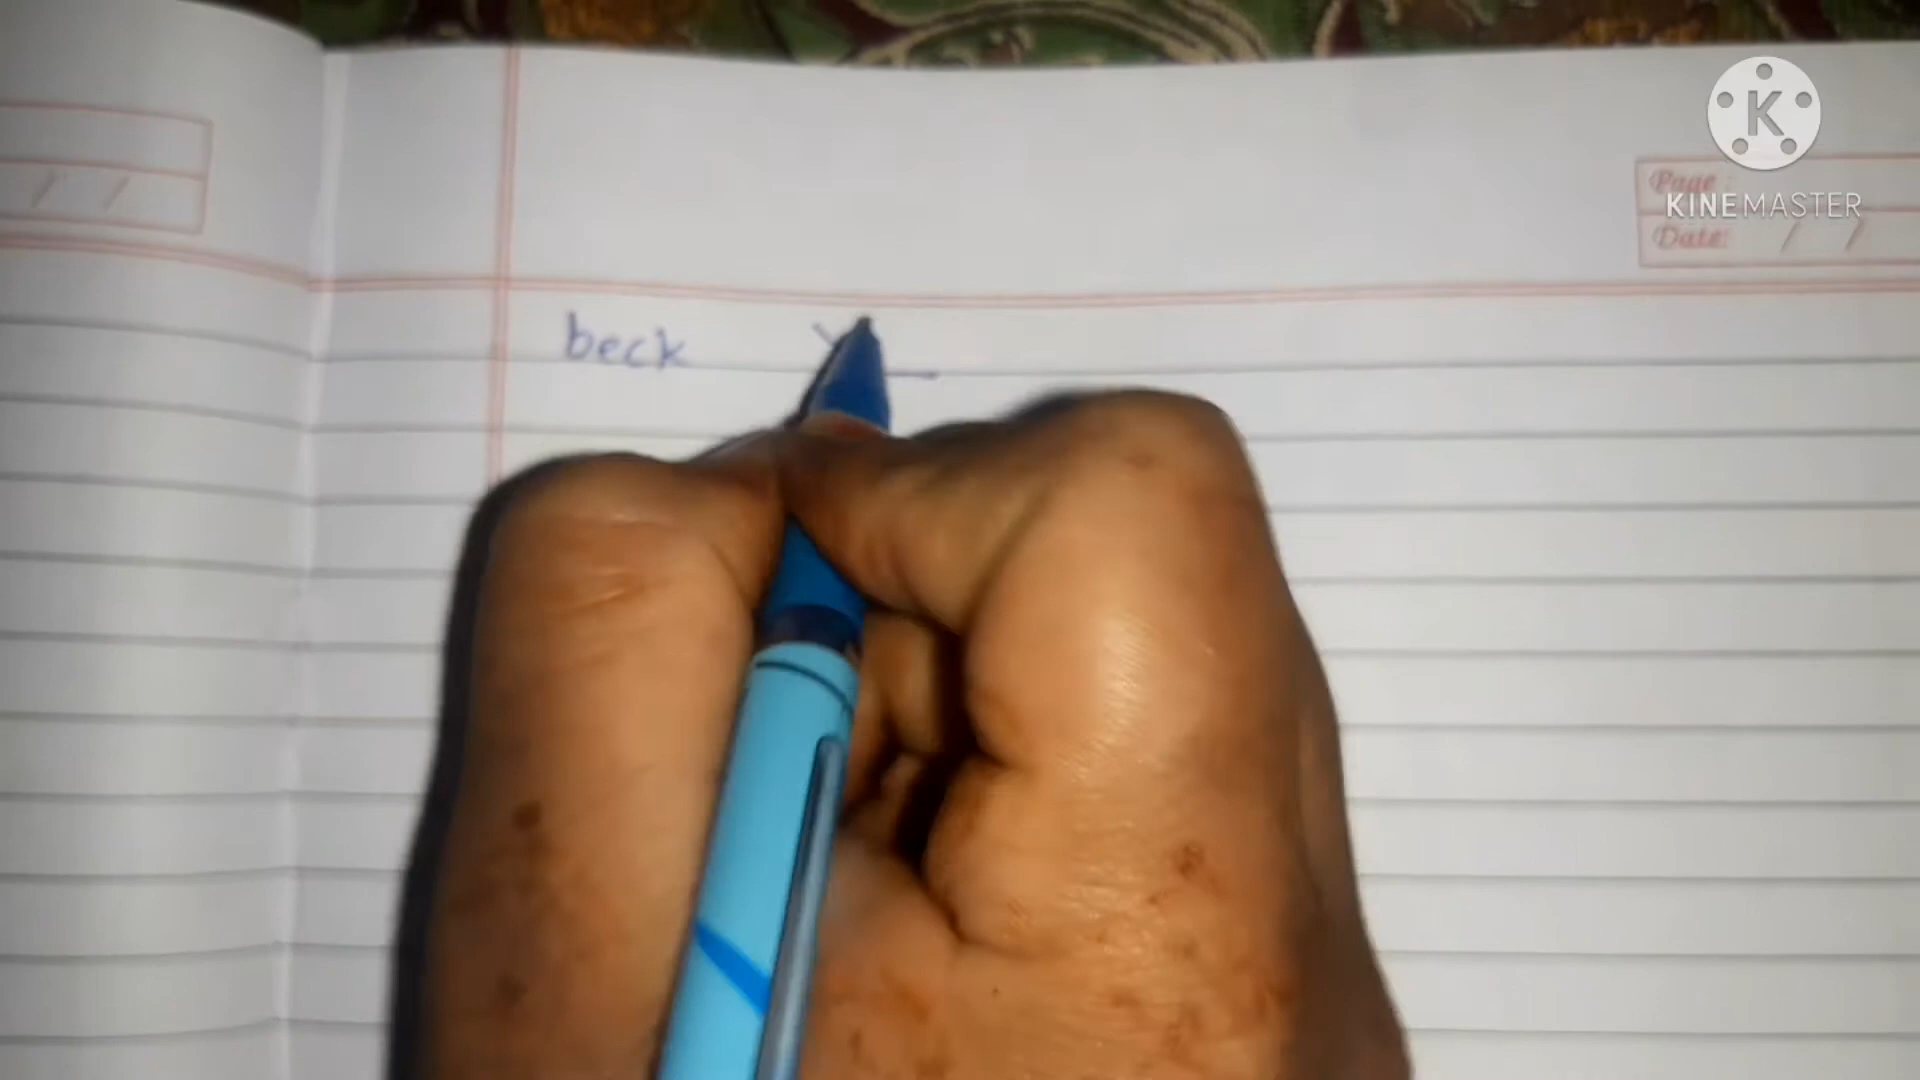 K
Page :
KINEMASTER
Date: / /
/ /
beck